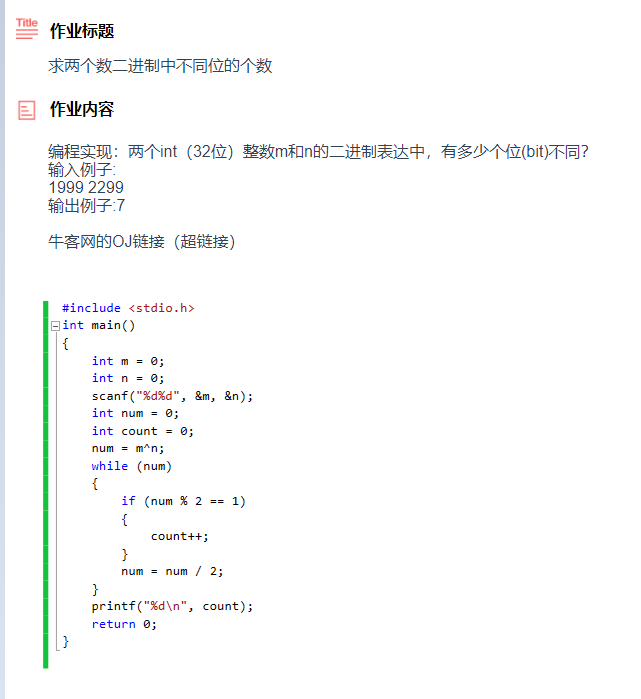 Title
作业标题
求两个数二进制中不同位的个数
作业内容
编程实现：两个int（32位）整数m和n的二进制表达中，有多少个位(bit)不同？
输入例子:
1999 2299
输出例子:7
牛客网的OJ链接（超链接）
#include <stdio.h>
int main()
{
    int m = 0;
    int n = 0;
    scanf("%d%d", &m, &n);
    int num = 0;
    int count = 0;
    num = m^n;
    while (num)
    {
        if (num % 2 == 1)
        {
            count++;
        }
        num = num / 2;
    }
    printf("%d\n", count);
    return 0;
}